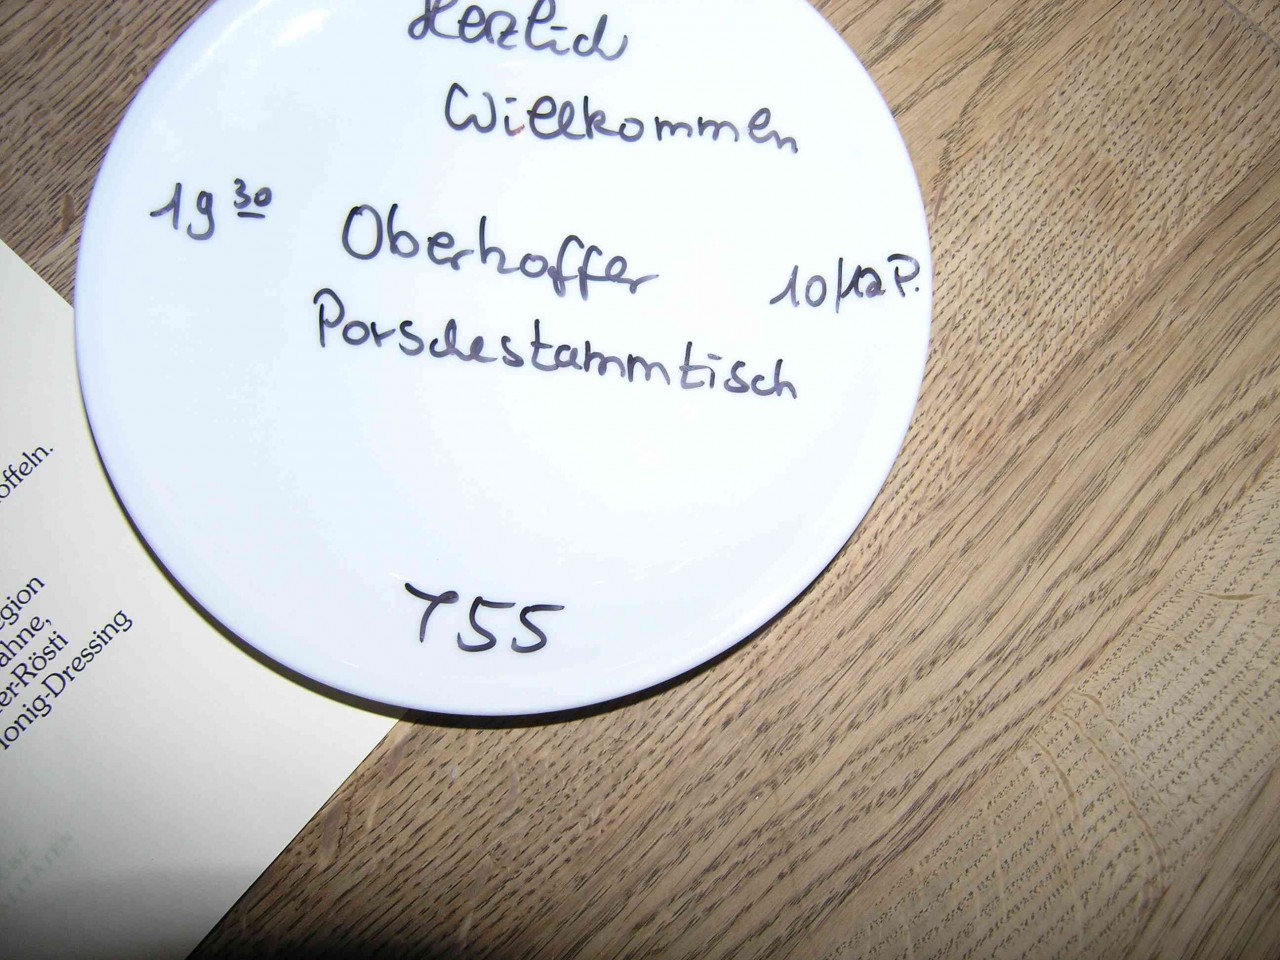 Herzlich
Willkommen
19 30
Oberhoffer
10/12 P.
Porschestammtisch
T55
offeln.
egion
ahne,
er-Rösti
onig-Dressing